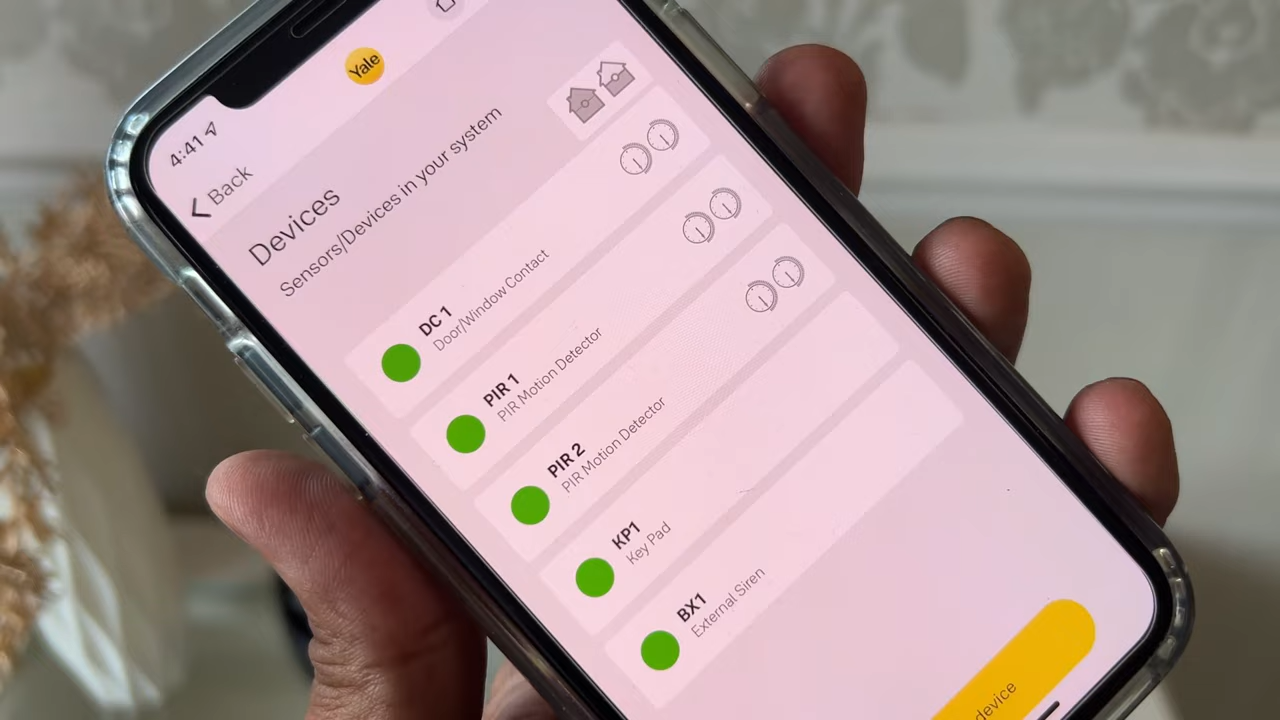 4:41
Yale
Back
Devices
Sensors/Devices in your system
DC 1
Door/Window Contact
PIR 1
PIR Motion Detector
PIR 2
PIR Motion Detector
KP1
Key Pad
BX1
External Siren
device